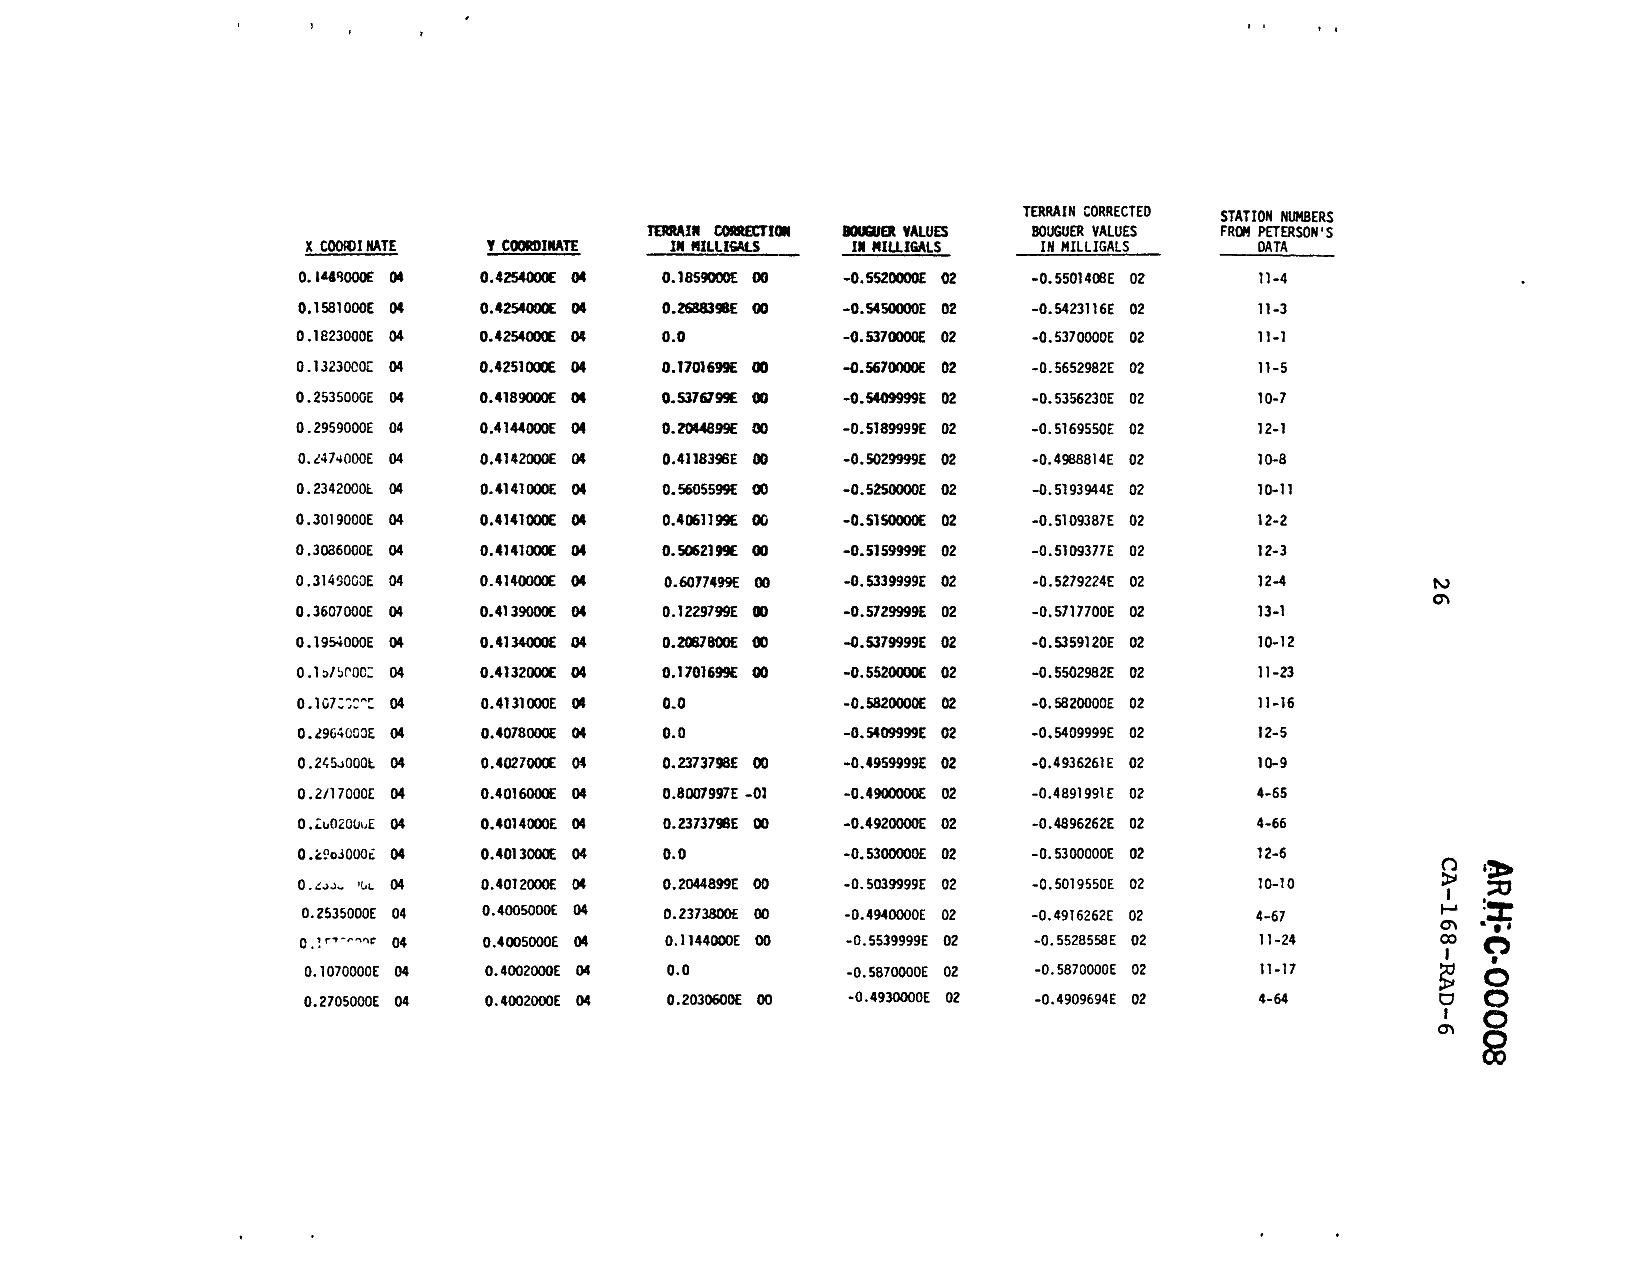 TERRAIN CORRECTED
STATION NUMBERS
TERRAIN CORRECTION BOUGUER VALUES BOUGUER VALUES FROM PETERSON'S
X COORDINATE Y COORDINATE IN MILLIGALS IN MILLIGALS IN MILLIGALS DATA
04 0.4254000E 04 0.1859000E 00 -0.5520000E 02 -0.5501408E 02 11-4
0.1581000E 04 0.4254000E 04 0.2688398E 00 -0.5450000E 02 -0.5423116E 02 11-3
0.1823000E 04 0.4254000E 04 0.0 -0.5370000E 02 -0.5370000E 02 11-1
0.1323000E 04 0.4251000E 04 0.1701699E 00 -0.5670000E 02 -0.5652982E 02 11-5
0.2535000E 04 0.4189000E 04 0.5376799E 00 -0.5409999E 02 -0.5356230E 02 10-7
0.2959000E 04 0.4144000E 04 0.2044899E 00 -0.5189999E 02 -0.5169550E 02 12-1
0.2474000E 04 0.4142000E 04 0.4118398E 00 -0.5029999E 02 -0.4988814E 02 10-8
0.2342000E 04 0.4141000E 04 0.5605599E 00 -0.5250000E 02 -0.5193944E 02 10-11
0.3019000E 04 0.4141000E 04 0.4061199E 00 -0.5150000E 02 -0.5109387E 02 12-2
0.3086000E 04 0.4141000E 04 0.5062199E 00 -0.5159999E 02 -0.5109377E 02 12-3
0.3149000E 04 0.4140000E 04 0.6077499E 00 -0.5339999E 02 -0.5279224E 02 12-4
0.3607000E 04 0.4139000E 04 0.1229799E 00 -0.5729999E 02 -0.5717700E 02 13-1
0.1954000E 04 0.4134000E 04 0.2087800E 00 -0.5379999E 02 -0.5359120E 02 10-12
04 0.4132000E 04 0.1701699E 00 -0.5520000E 02 -0.5502982E 02 11-23
04 0.4131000E 04 0.0 -0.5820000E 02 -0.5820000E 02 11-16
0.2964000E 04 0.4078000E 04 0.0 -0.5409999E 02 -0.5409999E 02 12-5
04 0.4027000E 04 0.2373798E 00 -0.4959999E 02 -0.4936261E 02 10-9
0.2717000E 04 0.4016000E 04 0.8007997E -01 -0.4900000E 02 -0.4891991E 02 4-65
04 0.4014000E 04 0.2373798E 00 -0.4920000E 02 -0.4896262E 02 4-66
04 0.4013000E 04 0.0 -0.5300000E 02 -0.5300000E 02 12-6
04 0.4012000E 04 0.2044899E 00 -0.5039999E 02 -0.5019550E 02 10-10
0.2535000E 04 0.4005000E 04 0.2373800E 00 -0.4940000E 02 -0.4916262E 02 4-67
04 0.4005000E 04 0.1144000E 00 -0.5539999E 02 -0.5528558E 02 11-24
0.1070000E 04 0.4002000E 04 0.0 -0.5870000E 02 -0.5870000E 02 11-17
0.2705000E 04 0.4002000E 04 0.2030600E 00 -0.4930000E 02 -0.4909694E 02 4-64
26
ARH-C-00008
CA-168-RAD-6